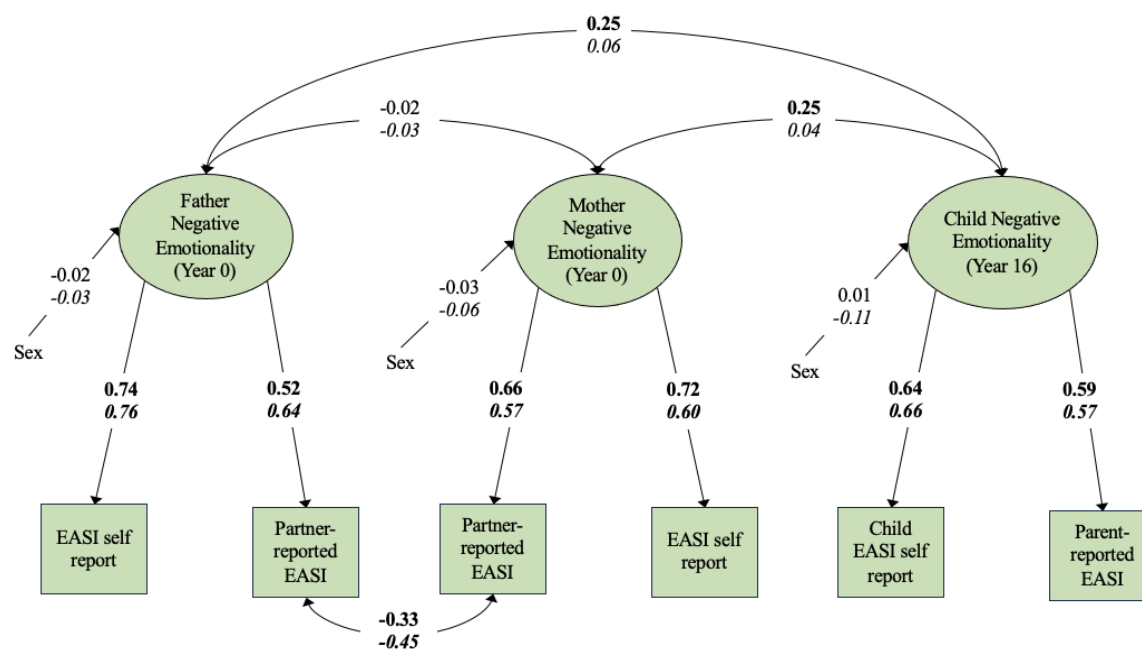 0.25
0.06
-0.02
-0.03
0.25
0.04
Father
Negative
Emotionality
(Year 0)
Mother
Negative
Emotionality
(Year 0)
Child Negative
Emotionality
(Year 16)
-0.02
-0.03
Sex
-0.03
-0.06
Sex
0.01
-0.11
Sex
0.74
0.76
0.52
0.64
0.66
0.57
0.72
0.60
0.64
0.66
0.59
0.57
EASI self
report
Partner-
reported
EASI
Partner-
reported
EASI
EASI self
report
Child
EASI self
report
Parent-
reported
EASI
-0.33
-0.45